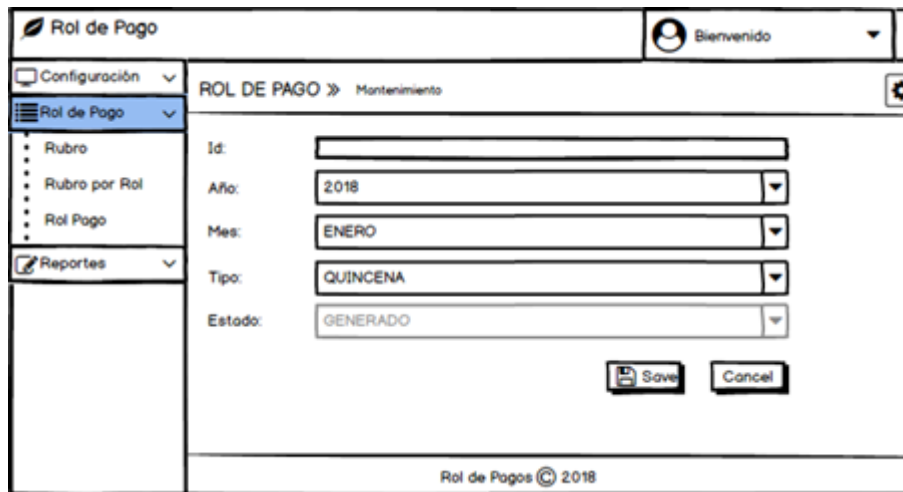 Rol de Pago
Bienvenido
Configuración
Rol de Pago
Rubro
Rubro por Rol
Rol Pago
Reportes
ROL DE PAGO » Mantenimiento
Id:
Año: 2018
Mes: ENERO
Tipo: QUINCENA
Estado: GENERADO
Save Cancel
Rol de Pagos © 2018